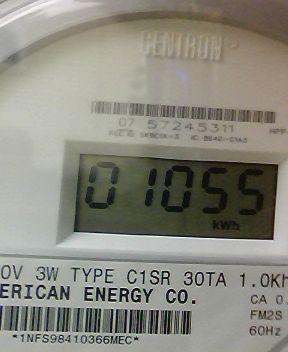 CENTRON
07 57245311
01055
kWh
0V 3W TYPE C1SR 30TA 1.0Kh
ERICAN ENERGY CO.
CA 0.
FM2S
60Hz
*1NFS98410366MEC*